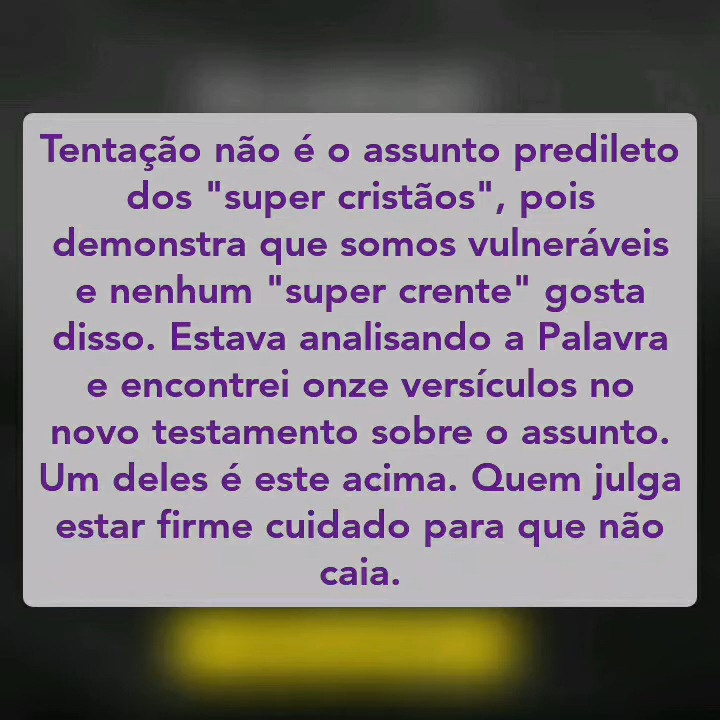 Tentação não é o assunto predileto
dos "super cristãos", pois
demonstra que somos vulneráveis
e nenhum "super crente" gosta
disso. Estava analisando a Palavra
e encontrei onze versículos no
novo testamento sobre o assunto.
Um deles é este acima. Quem julga
estar firme cuidado para que não
caia.